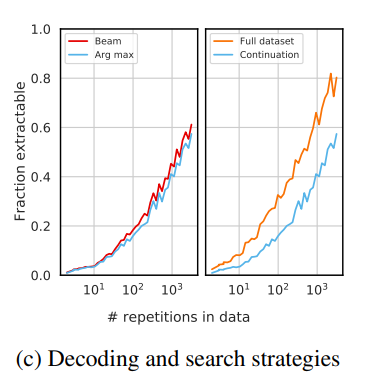 1.0
0.8
0.6
0.4
0.2
0.0
Fraction extractable
Beam
Arg max
10¹ 10² 10³
Full dataset
Continuation
10¹ 10² 10³
# repetitions in data
(c) Decoding and search strategies